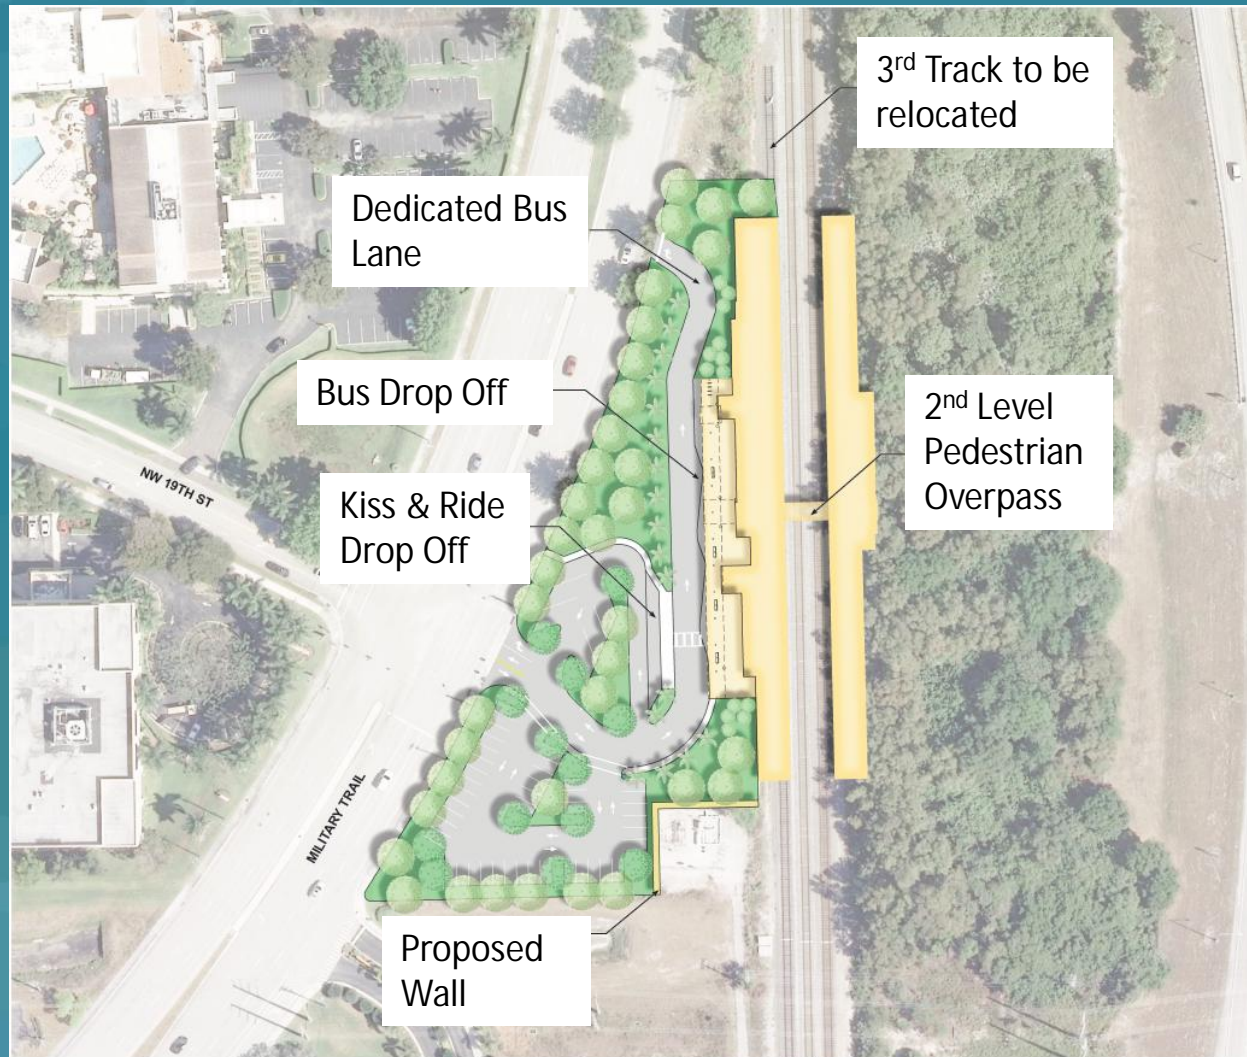 3rd Track to be
relocated
Dedicated Bus
Lane
Bus Drop Off
2nd Level
Pedestrian
Overpass
NW 19TH ST
Kiss & Ride
Drop Off
MILITARY TRAIL
Proposed
Wall